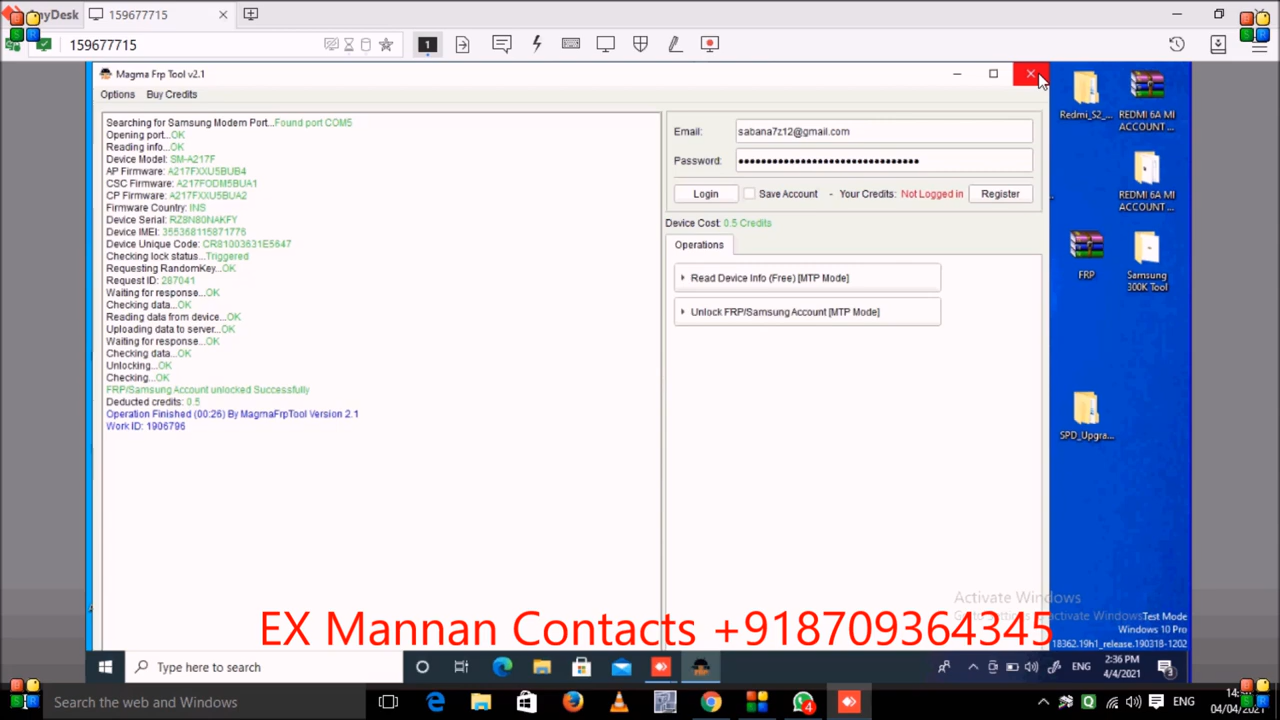 AnyDesk
159677715
159677715
1
Magma Frp Tool v2.1
Options Buy Credits
Searching for Samsung Modem Port...Found port COM5
Opening port...OK
Reading info...OK
Device Model: SM-A217F
AP Firmware: A217FXXU5BUB4
CSC Firmware: A217FODM5BUA1
CP Firmware: A217FXXU5BUA2
Firmware Country: INS
Device Serial: RZ8N80NAKFY
Device IMEI: 355368115871776
Device Unique Code: CR81003631E5647
Checking lock status...Triggered
Requesting RandomKey...OK
Request ID: 287041
Waiting for response...OK
Checking data...OK
Reading data from device...OK
Uploading data to server...OK
Waiting for response...OK
Checking data...OK
Unlocking...OK
Checking...OK
FRP/Samsung Account unlocked Successfully
Deducted credits: 0.5
Operation Finished (00:26) By MagmaFrpTool Version 2.1
Work ID: 1906796
Email: sabana7z12@gmail.com
Password:
Login Save Account - Your Credits: Not Logged in Register
Device Cost: 0.5 Credits
Operations
Read Device Info (Free) [MTP Mode]
Unlock FRP/Samsung Account [MTP Mode]
Redmi_S2_...
REDMI 6A MI
ACCOUNT ...
REDMI 6A MI
ACCOUNT ...
FRP
Samsung
300K Tool
SPD_Upgra...
Activate Windows
Activate Windows
Test Mode
Windows 10 Pro
18362.19h1_release.190318-1202
EX Mannan Contacts +918709364345
Type here to search
ENG
2:36 PM
4/4/2021
3
Search the web and Windows
4
ENG